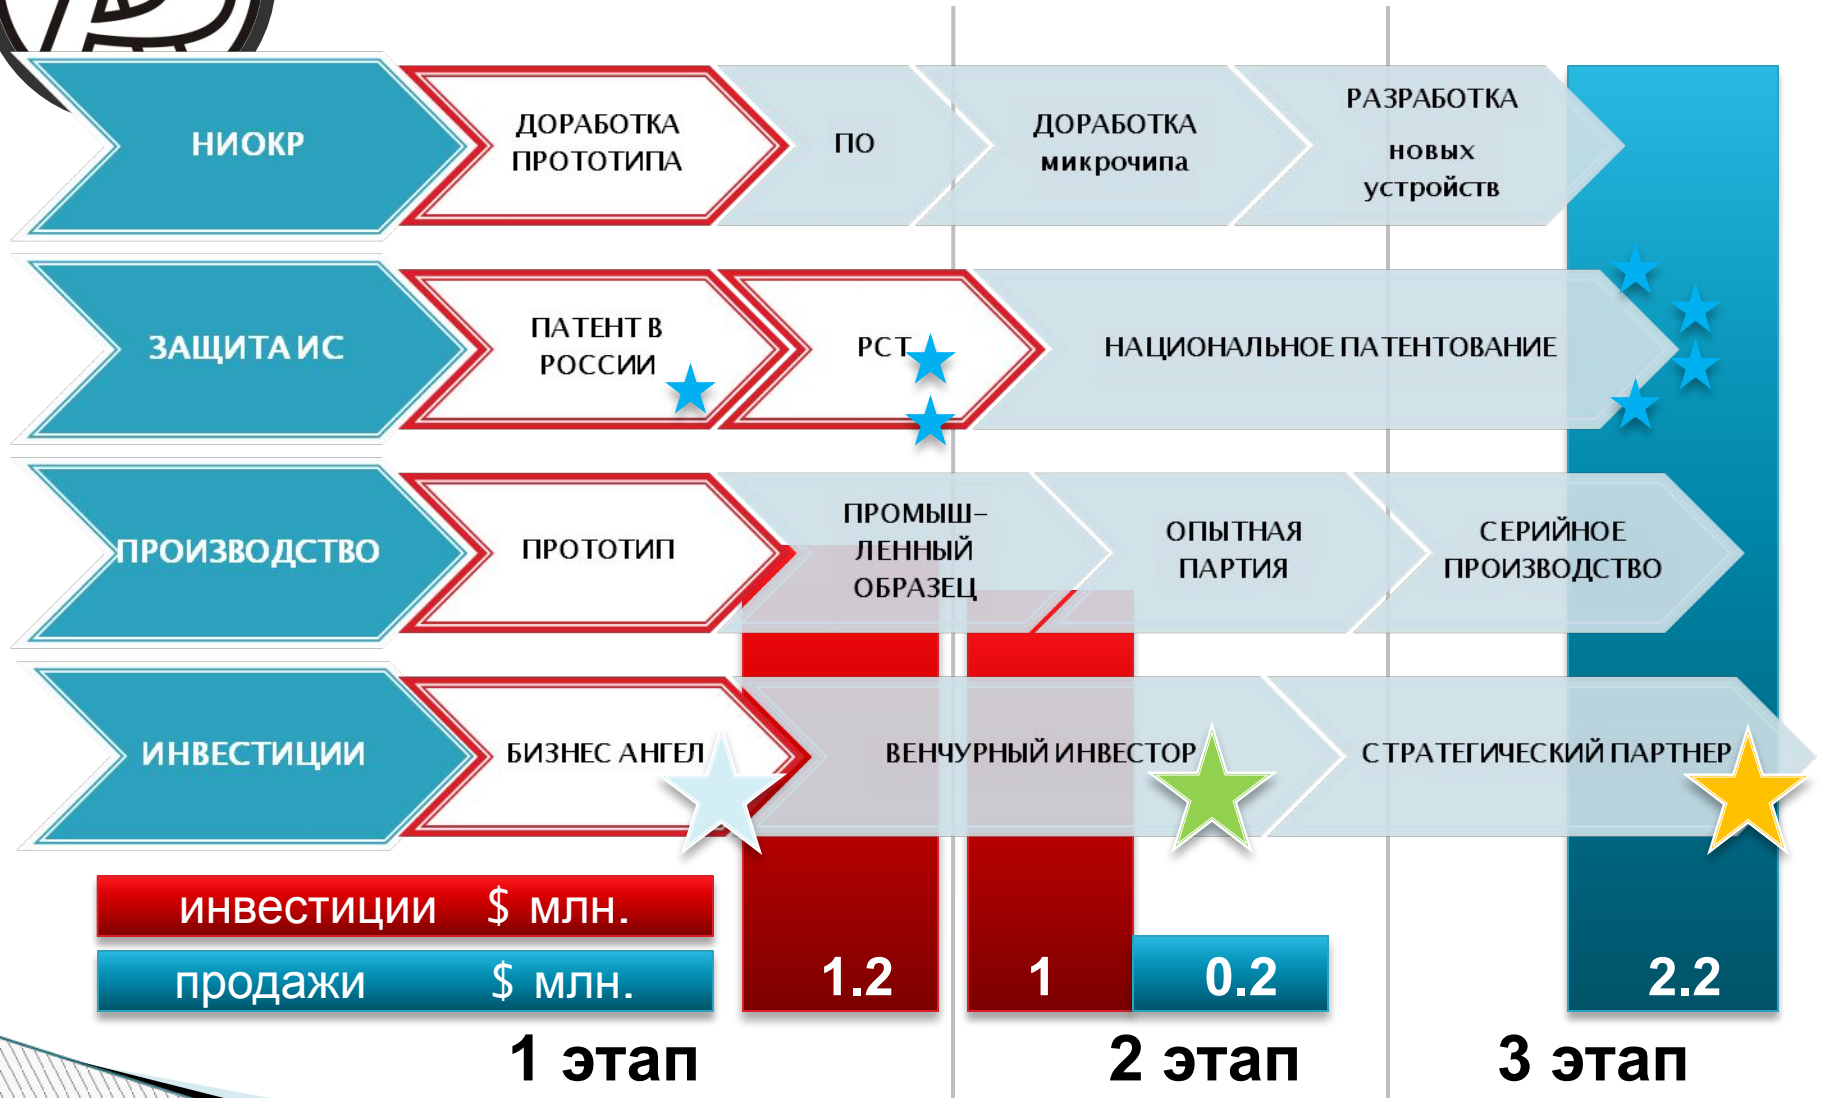 НИОКР
ДОРАБОТКА
ПРОТОТИПА
ПО
ДОРАБОТКА
микрочипа
РАЗРАБОТКА
новых
устройств
ЗАЩИТА ИС
ПАТЕНТ В
РОССИИ
РСТ
НАЦИОНАЛЬНОЕ ПАТЕНТОВАНИЕ
ПРОИЗВОДСТВО
ПРОТОТИП
ПРОМЫШ-
ЛЕННЫЙ
ОБРАЗЕЦ
ОПЫТНАЯ
ПАРТИЯ
СЕРИЙНОЕ
ПРОИЗВОДСТВО
ИНВЕСТИЦИИ
БИЗНЕС АНГЕЛ
ВЕНЧУРНЫЙ ИНВЕСТОР
СТРАТЕГИЧЕСКИЙ ПАРТНЕР
инвестиции $ млн.
продажи $ млн.
1.2
1
0.2
2.2
1 этап
2 этап
3 этап